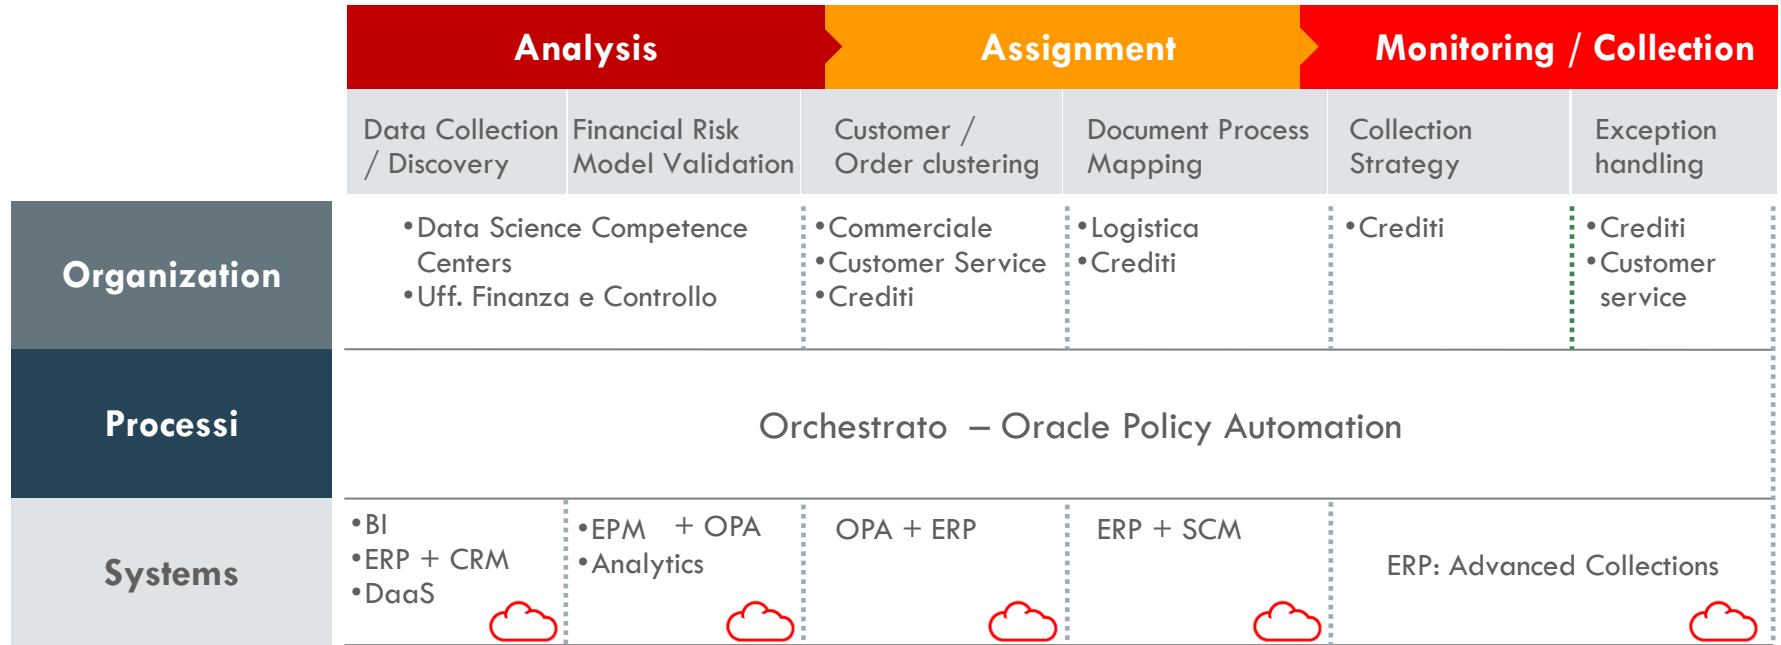 Analysis
Assignment
Monitoring / Collection
Data Collection
/ Discovery
Financial Risk
Model Validation
Customer /
Order clustering
Document Process
Mapping
Collection
Strategy
Exception
handling
Organization
•Data Science Competence
Centers
•Uff. Finanza e Controllo
•Commerciale
•Customer Service
•Crediti
•Logistica
•Crediti
•Crediti
•Crediti
•Customer
service
Processi
Orchestrato – Oracle Policy Automation
Systems
•BI
•ERP + CRM
•DaaS
•EPM + OPA
•Analytics
OPA + ERP
ERP + SCM
ERP: Advanced Collections